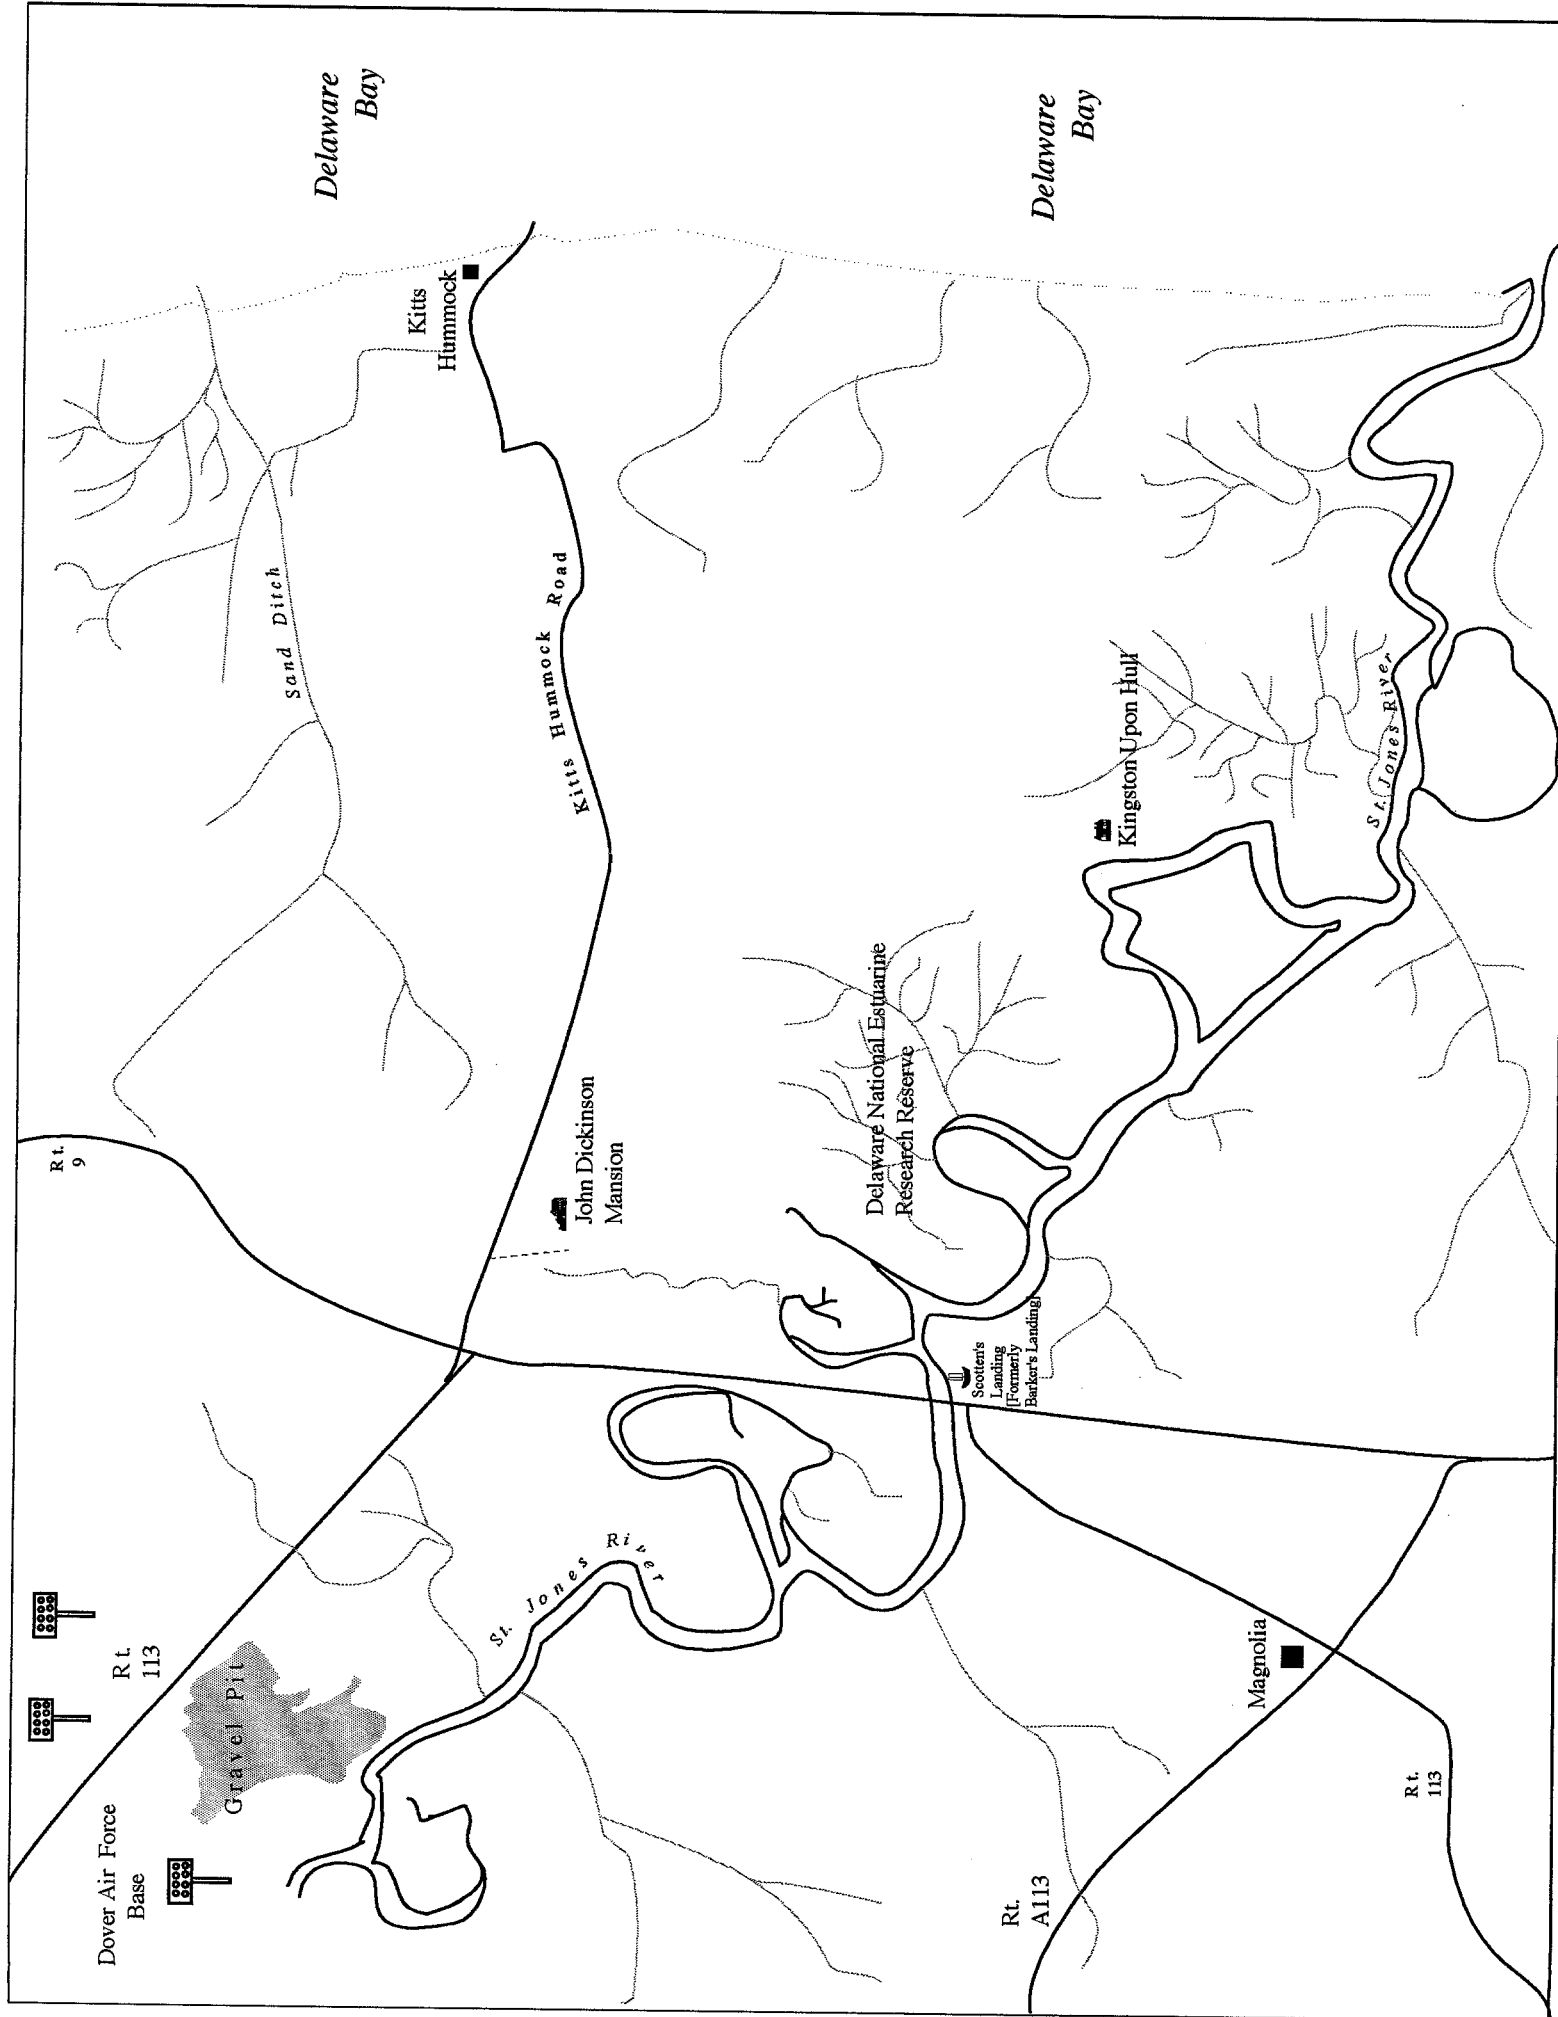 Dover Air Force
Base
Rt.
113
Gravel Pit
Rt.
9
Sand Ditch
Delaware
Bay
Kitts
Hummock
Kitts Hummock Road
John Dickinson
Mansion
St. Jones River
Delaware National Estuarine
Research Reserve
Scotten's
Landing
[Formerly
Barker's Landing]
Kingston Upon Hull
Delaware
Bay
St. Jones River
Rt.
A113
Magnolia
Rt.
113